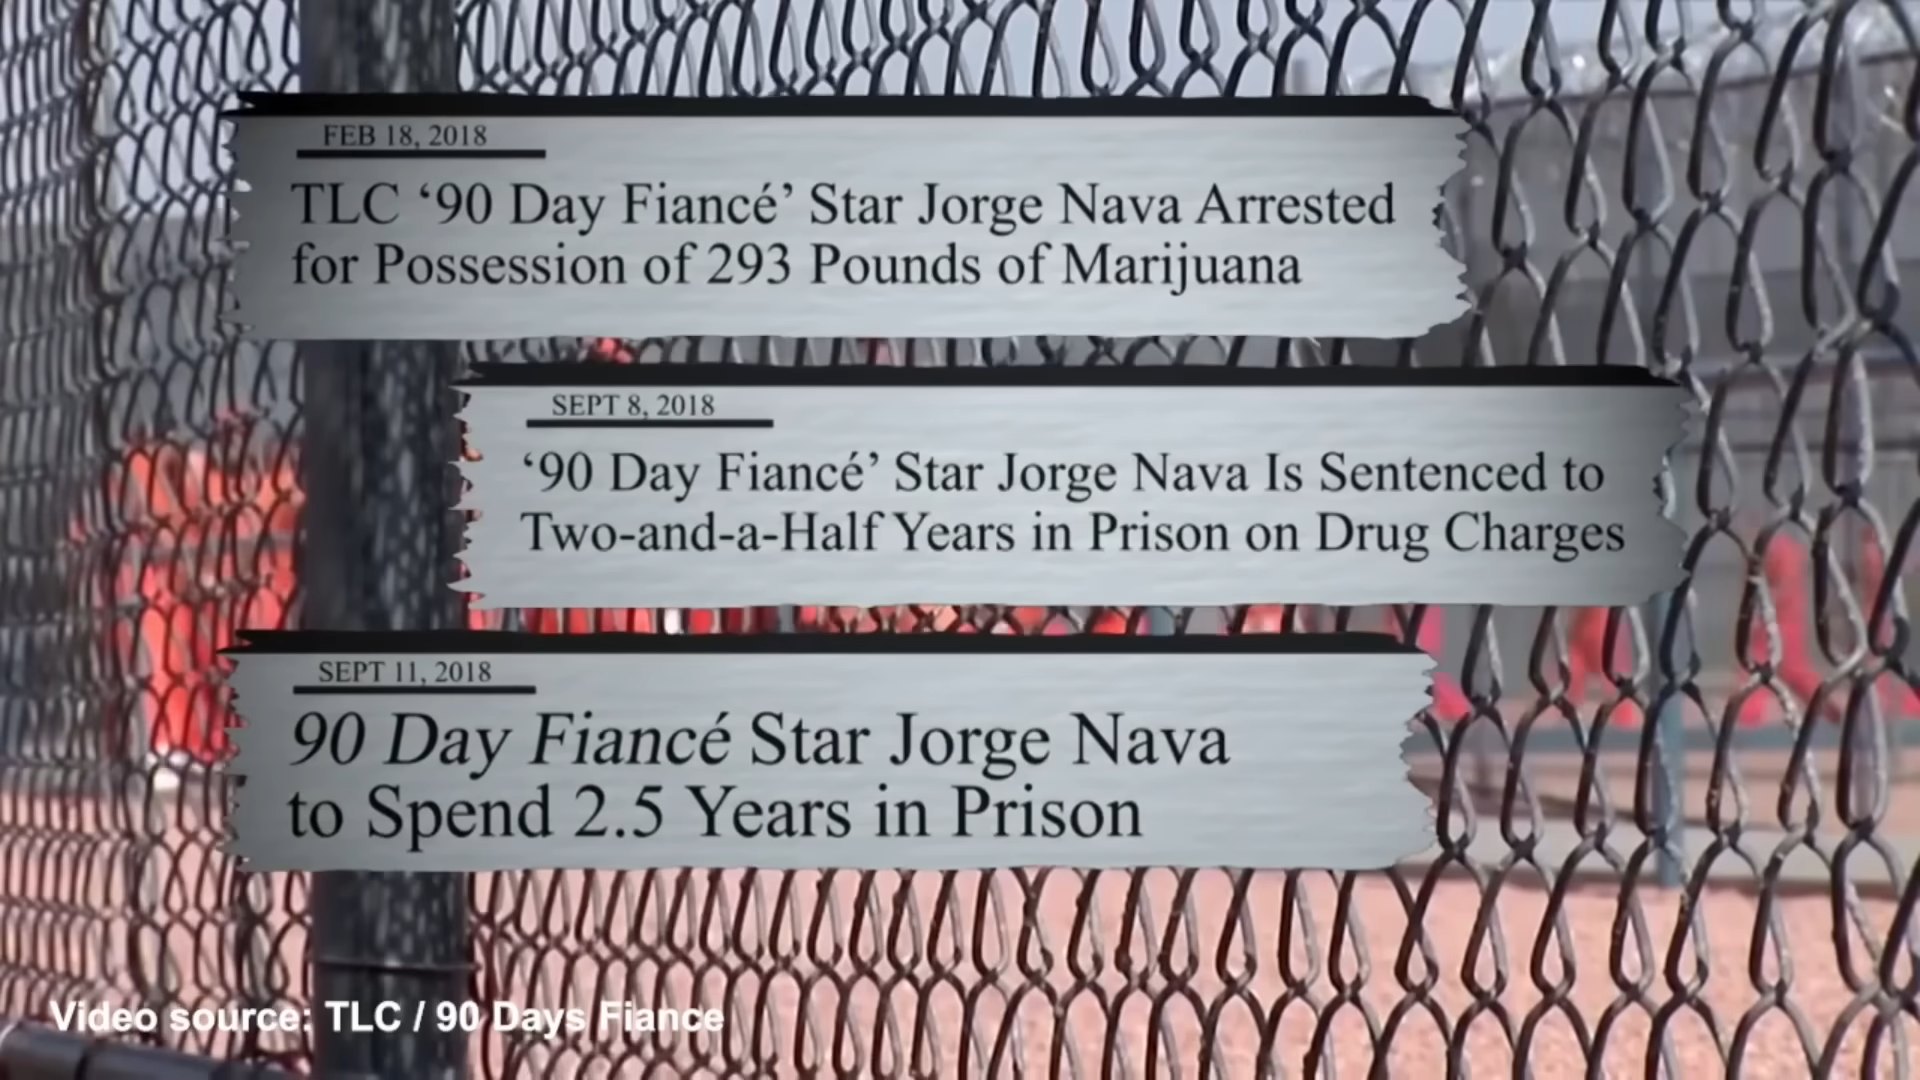 FEB 18, 2018
TLC ‘90 Day Fiancé’ Star Jorge Nava Arrested
for Possession of 293 Pounds of Marijuana
SEPT 8, 2018
‘90 Day Fiancé’ Star Jorge Nava Is Sentenced to
Two-and-a-Half Years in Prison on Drug Charges
SEPT 11, 2018
90 Day Fiancé Star Jorge Nava
to Spend 2.5 Years in Prison
Video source: TLC / 90 Days Fiance